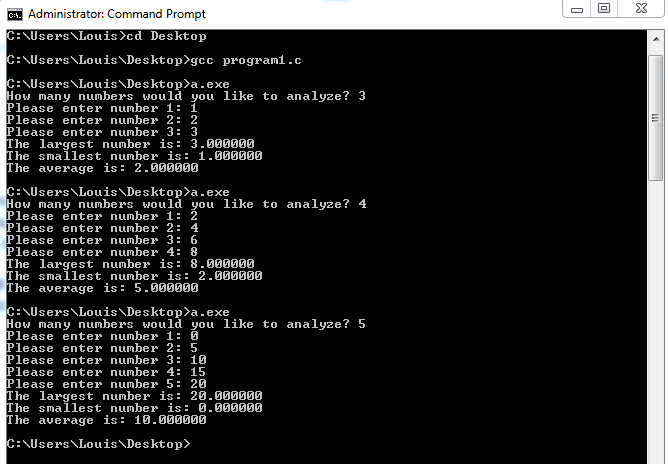 Administrator: Command Prompt
C:\Users\Louis>cd Desktop
C:\Users\Louis\Desktop>gcc program1.c
C:\Users\Louis\Desktop>a.exe
How many numbers would you like to analyze? 3
Please enter number 1: 1
Please enter number 2: 2
Please enter number 3: 3
The largest number is: 3.000000
The smallest number is: 1.000000
The average is: 2.000000
C:\Users\Louis\Desktop>a.exe
How many numbers would you like to analyze? 4
Please enter number 1: 2
Please enter number 2: 4
Please enter number 3: 6
Please enter number 4: 8
The largest number is: 8.000000
The smallest number is: 2.000000
The average is: 5.000000
C:\Users\Louis\Desktop>a.exe
How many numbers would you like to analyze? 5
Please enter number 1: 0
Please enter number 2: 5
Please enter number 3: 10
Please enter number 4: 15
Please enter number 5: 20
The largest number is: 20.000000
The smallest number is: 0.000000
The average is: 10.000000
C:\Users\Louis\Desktop>